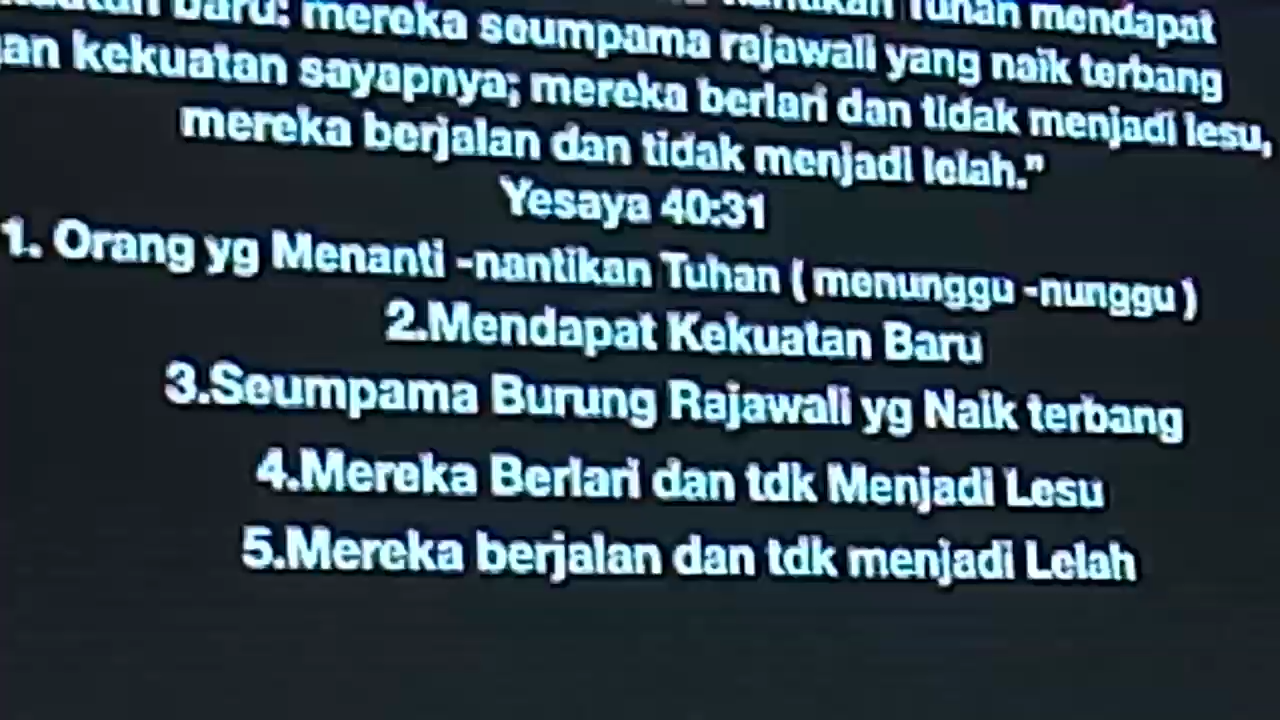 baru: mereka seumpama rajawali yang naik terbang
kekuatan sayapnya; mereka berlari dan tidak menjadi lesu,
mereka berjalan dan tidak menjadi lelah."
Yesaya 40:31
1. Orang yg Menanti -nantikan Tuhan ( menunggu -nunggu )
2.Mendapat Kekuatan Baru
3.Seumpama Burung Rajawali yg Naik terbang
4.Mereka Berlari dan tdk Menjadi Lesu
5.Mereka berjalan dan tdk menjadi Lelah